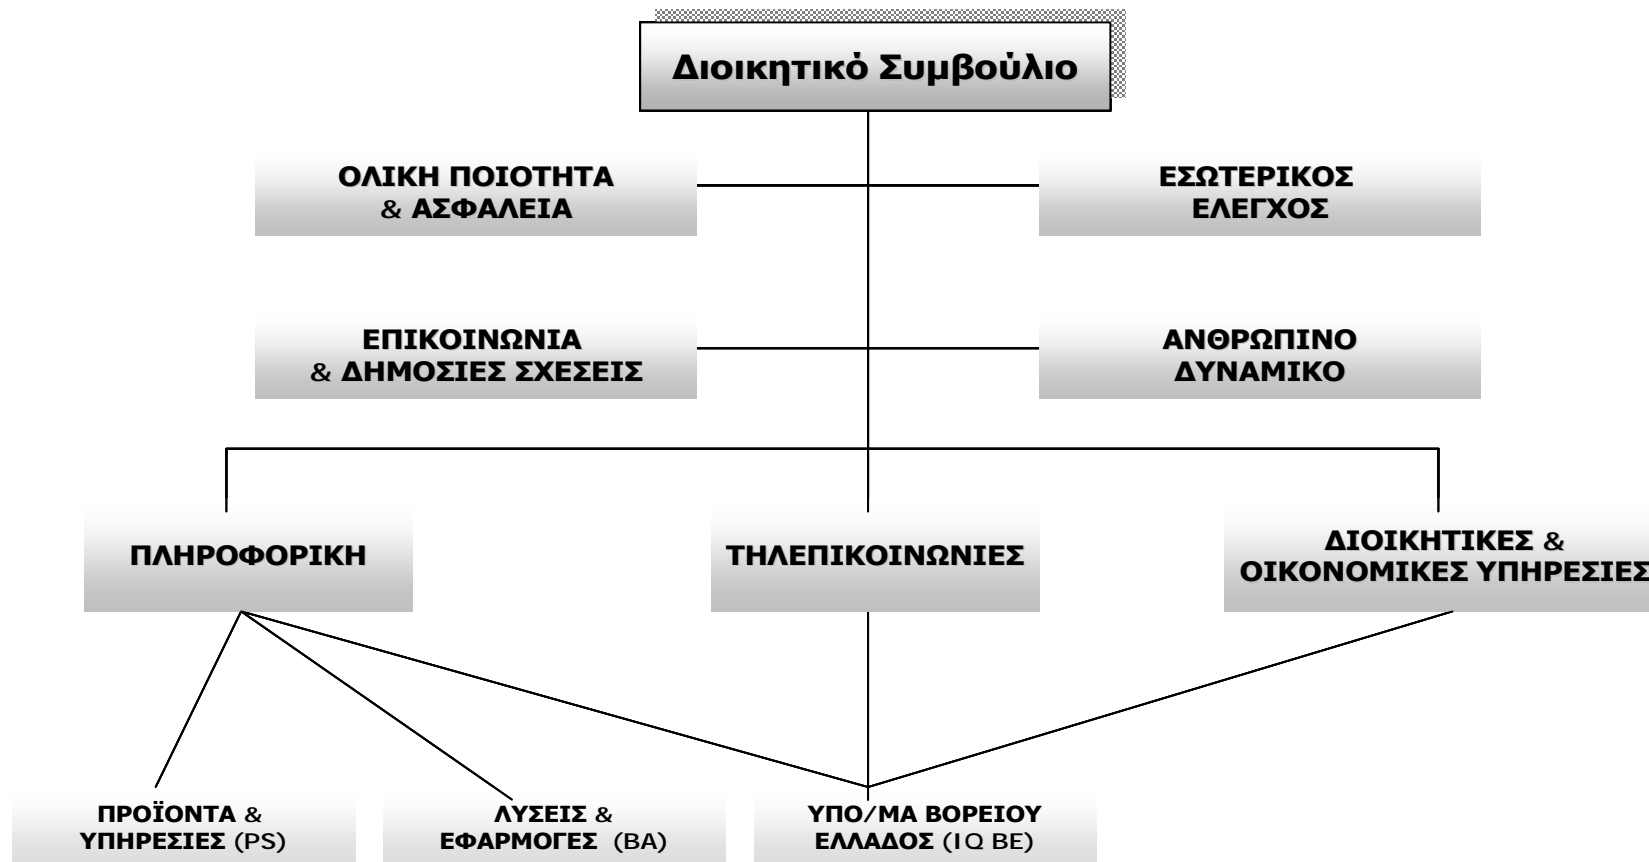 Διοικητικό Συμβούλιο
ΟΛΙΚΗ ΠΟΙΟΤΗΤΑ
& ΑΣΦΑΛΕΙΑ
ΕΣΩΤΕΡΙΚΟΣ
ΕΛΕΓΧΟΣ
ΕΠΙΚΟΙΝΩΝΙΑ
& ΔΗΜΟΣΙΕΣ ΣΧΕΣΕΙΣ
ΑΝΘΡΩΠΙΝΟ
ΔΥΝΑΜΙΚΟ
ΠΛΗΡΟΦΟΡΙΚΗ
ΤΗΛΕΠΙΚΟΙΝΩΝΙΕΣ
ΔΙΟΙΚΗΤΙΚΕΣ &
ΟΙΚΟΝΟΜΙΚΕΣ ΥΠΗΡΕΣΙΕΣ
ΠΡΟΪΟΝΤΑ &
ΥΠΗΡΕΣΙΕΣ (PS)
ΛΥΣΕΙΣ &
ΕΦΑΡΜΟΓΕΣ (BA)
ΥΠΟ/ΜΑ ΒΟΡΕΙΟΥ
ΕΛΛΑΔΟΣ (IQ BE)